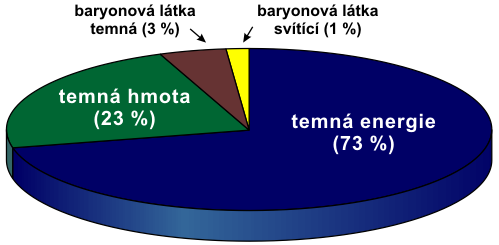 baryonová látka
temná (3 %)
baryonová látka
svítící (1 %)
temná hmota
(23 %)
temná energie
(73 %)